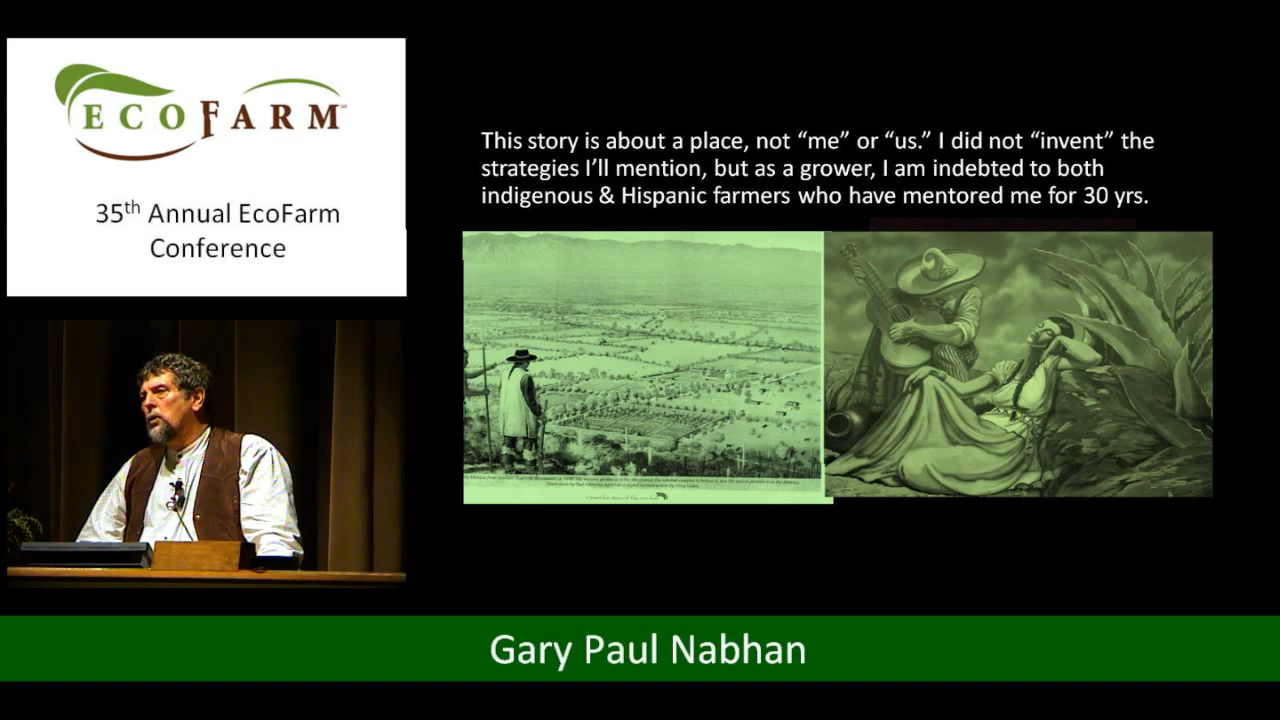 ECOFARM
35th Annual EcoFarm
Conference
This story is about a place, not “me” or “us.” I did not “invent” the
strategies I’ll mention, but as a grower, I am indebted to both
indigenous & Hispanic farmers who have mentored me for 30 yrs.
Gary Paul Nabhan